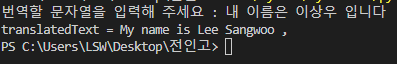 번역할 문자열을 입력해 주세요 : 내 이름은 이상우 입니다
translatedText = My name is Lee Sangwoo ,
PS C:\Users\LSW\Desktop\전인고>